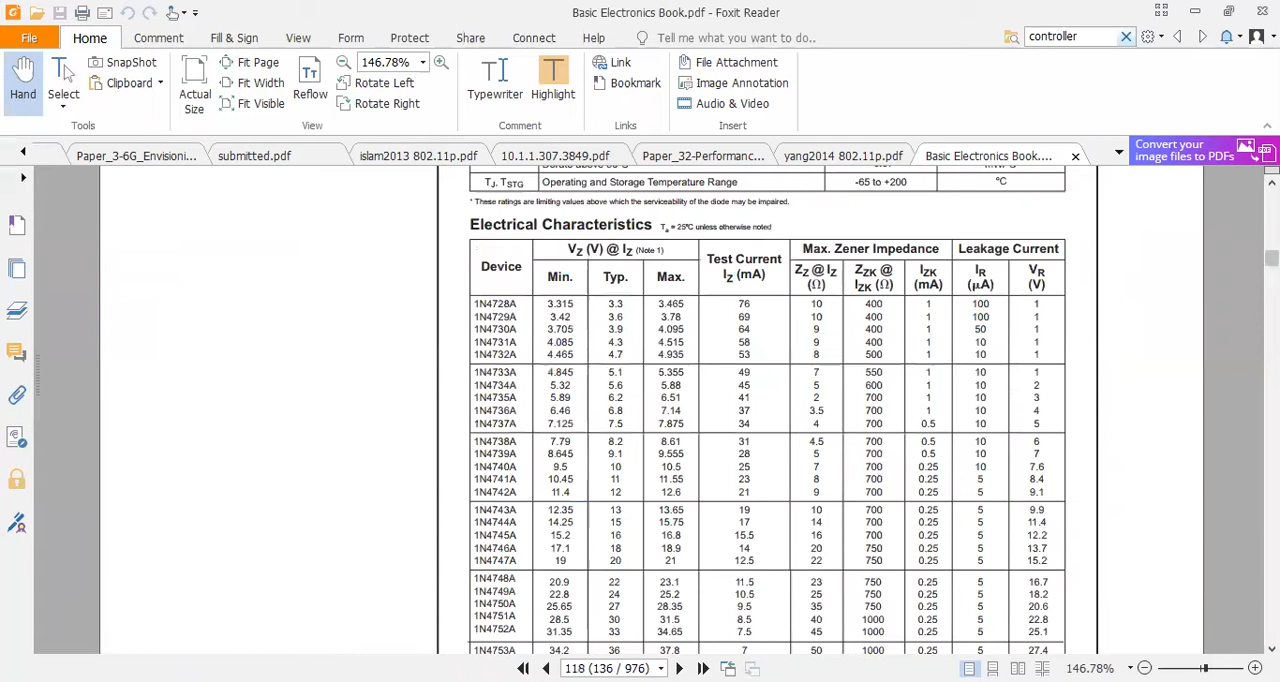 Basic Electronics Book.pdf - Foxit Reader
File Home Comment Fill & Sign View Form Protect Share Connect Help Tell me what you want to do.. controller
Hand
Select
SnapShot
Clipboard
Tools
Actual Size
Fit Page
Fit Width
Fit Visible
Reflow
146.78%
Rotate Left
Rotate Right
View
Typewriter
Highlight
Comment
Link
Bookmark
Links
File Attachment
Image Annotation
Audio & Video
Insert
Paper_3-6G_Envisioni... submitted.pdf islam2013 802.11p.pdf 10.1.1.307.3849.pdf Paper_32-Performanc... yang2014 802.11p.pdf Basic Electronics Book....
Convert your
image files to PDFs
TJ, TSTG Operating and Storage Temperature Range -65 to +200 °C
* These ratings are limiting values above which the serviceability of the diode may be impaired.
Electrical Characteristics Ta = 25°C unless otherwise noted
Device VZ (V) @ IZ (Note 1) Test Current IZ (mA) Max. Zener Impedance Leakage Current
Min. Typ. Max. ZZ @ IZ (Ω) ZZK @ IZK (Ω) IZK (mA) IR (μA) VR (V)
1N4728A 3.315 3.3 3.465 76 10 400 1 100 1
1N4729A 3.42 3.6 3.78 69 10 400 1 100 1
1N4730A 3.705 3.9 4.095 64 9 400 1 50 1
1N4731A 4.085 4.3 4.515 58 9 400 1 10 1
1N4732A 4.465 4.7 4.935 53 8 500 1 10 1
1N4733A 4.845 5.1 5.355 49 7 550 1 10 1
1N4734A 5.32 5.6 5.88 45 5 600 1 10 2
1N4735A 5.89 6.2 6.51 41 2 700 1 10 3
1N4736A 6.46 6.8 7.14 37 3.5 700 1 10 4
1N4737A 7.125 7.5 7.875 34 4 700 0.5 10 5
1N4738A 7.79 8.2 8.61 31 4.5 700 0.5 10 6
1N4739A 8.645 9.1 9.555 28 5 700 0.5 10 7
1N4740A 9.5 10 10.5 25 7 700 0.25 10 7.6
1N4741A 10.45 11 11.55 23 8 700 0.25 5 8.4
1N4742A 11.4 12 12.6 21 9 700 0.25 5 9.1
1N4743A 12.35 13 13.65 19 10 700 0.25 5 9.9
1N4744A 14.25 15 15.75 17 14 700 0.25 5 11.4
1N4745A 15.2 16 16.8 15.5 16 700 0.25 5 12.2
1N4746A 17.1 18 18.9 14 20 750 0.25 5 13.7
1N4747A 19 20 21 12.5 22 750 0.25 5 15.2
1N4748A 20.9 22 23.1 11.5 23 750 0.25 5 16.7
1N4749A 22.8 24 25.2 10.5 25 750 0.25 5 18.2
1N4750A 25.65 27 28.35 9.5 35 750 0.25 5 20.6
1N4751A 28.5 30 31.5 8.5 40 1000 0.25 5 22.8
1N4752A 31.35 33 34.65 7.5 45 1000 0.25 5 25.1
1N4753A 34.2 36 37.8 7 50 1000 0.25 5 27.4
118 (136 / 976) 146.78%